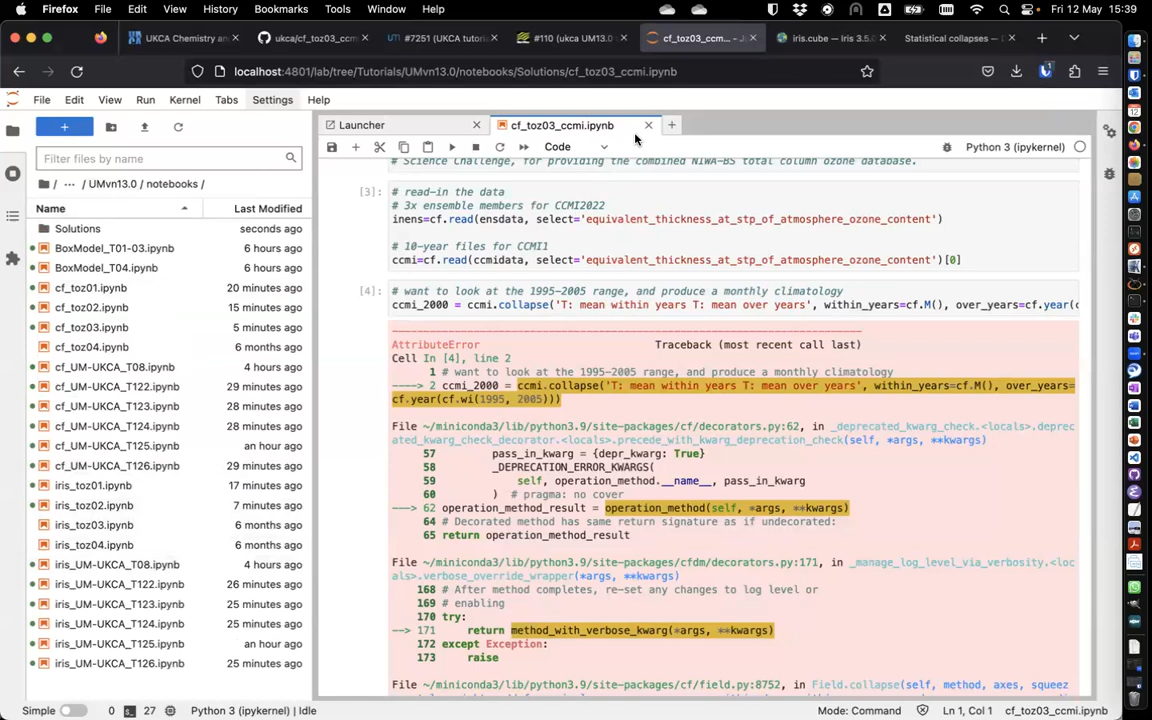 Firefox File Edit View History Bookmarks Tools Window Help Fri 12 May 15:39
UKCA Chemistry and ukca/cf_toz03_ccm #7251 (UKCA tutori #110 (ukca UM13.0 cf_toz03_ccm... - J iris.cube — Iris 3.5.0 Statistical collapses — D
localhost:4801/lab/tree/Tutorials/UMvn13.0/notebooks/Solutions/cf_toz03_ccmi.ipynb
File Edit View Run Kernel Tabs Settings Help
Launcher cf_toz03_ccmi.ipynb
Code Python 3 (ipykernel)
Filter files by name
/ ... / UMvn13.0 / notebooks /
Name Last Modified
Solutions seconds ago
BoxModel_T01-03.ipynb 6 hours ago
BoxModel_T04.ipynb 6 hours ago
cf_toz01.ipynb 20 minutes ago
cf_toz02.ipynb 15 minutes ago
cf_toz03.ipynb 5 minutes ago
cf_toz04.ipynb 6 months ago
cf_UM-UKCA_T08.ipynb 4 hours ago
cf_UM-UKCA_T122.ipynb 29 minutes ago
cf_UM-UKCA_T123.ipynb 28 minutes ago
cf_UM-UKCA_T124.ipynb 28 minutes ago
cf_UM-UKCA_T125.ipynb an hour ago
cf_UM-UKCA_T126.ipynb 29 minutes ago
iris_toz01.ipynb 17 minutes ago
iris_toz02.ipynb 7 minutes ago
iris_toz03.ipynb 6 months ago
iris_toz04.ipynb 6 months ago
iris_UM-UKCA_T08.ipynb 4 hours ago
iris_UM-UKCA_T122.ipynb 26 minutes ago
iris_UM-UKCA_T123.ipynb 25 minutes ago
iris_UM-UKCA_T124.ipynb 25 minutes ago
iris_UM-UKCA_T125.ipynb an hour ago
iris_UM-UKCA_T126.ipynb 25 minutes ago
# Science Challenge, for providing the combined NIWA-BS total column ozone database.
[3]: # read-in the data
# 3x ensemble members for CCMI2022
inens=cf.read(ensdata, select='equivalent_thickness_at_stp_of_atmosphere_ozone_content')
# 10-year files for CCMI1
ccmi=cf.read(ccmidata, select='equivalent_thickness_at_stp_of_atmosphere_ozone_content')[0]
[4]: # want to look at the 1995-2005 range, and produce a monthly climatology
ccmi_2000 = ccmi.collapse('T: mean within years T: mean over years', within_years=cf.M(), over_years=cf.year(c
AttributeError Traceback (most recent call last)
Cell In [4], line 2
1 # want to look at the 1995-2005 range, and produce a monthly climatology
----> 2 ccmi_2000 = ccmi.collapse('T: mean within years T: mean over years', within_years=cf.M(), over_years=
cf.year(cf.wi(1995, 2005)))
File ~/miniconda3/lib/python3.9/site-packages/cf/decorators.py:62, in _deprecated_kwarg_check.<locals>.deprec
ated_kwarg_check_decorator.<locals>.precede_with_kwarg_deprecation_check(self, *args, **kwargs)
57 pass_in_kwarg = {depr_kwarg: True}
58 _DEPRECATION_ERROR_KWARGS(
59 self, operation_method.__name__, pass_in_kwarg
60 ) # pragma: no cover
---> 62 operation_method_result = operation_method(self, *args, **kwargs)
64 # Decorated method has same return signature as if undecorated:
65 return operation_method_result
File ~/miniconda3/lib/python3.9/site-packages/cfdm/decorators.py:171, in _manage_log_level_via_verbosity.<loc
als>.verbose_override_wrapper(*args, **kwargs)
168 # After method completes, re-set any changes to log level or
169 # enabling
170 try:
--> 171 return method_with_verbose_kwarg(*args, **kwargs)
172 except Exception:
173 raise
File ~/miniconda3/lib/python3.9/site-packages/cf/field.py:8752, in Field.collapse(self, method, axes, squeez
Simple 0 27 Python 3 (ipykernel) | Idle Mode: Command Ln 1, Col 1 cf_toz03_ccmi.ipynb